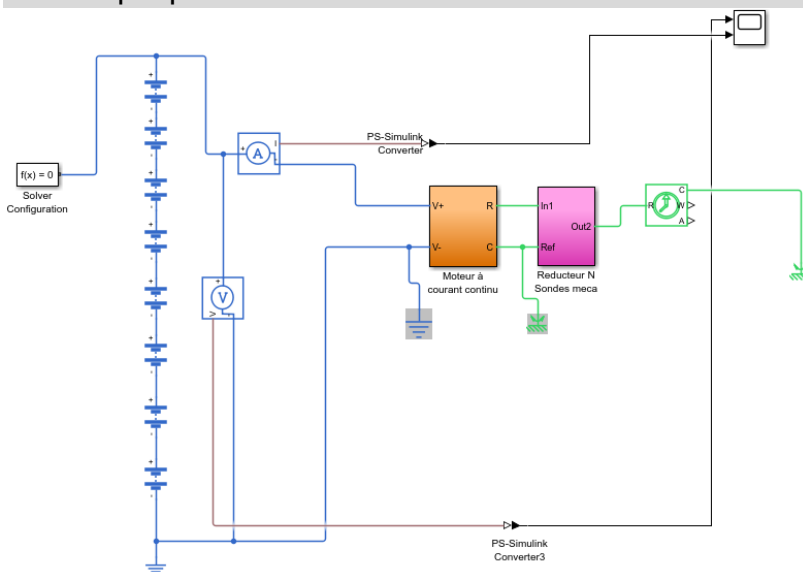 PS-Simulink
Converter
f(x) = 0
Solver
Configuration
A
I
V+
R
V-
C
Moteur à
courant continu
In1
Out2
Ref
Reducteur N
Sondes meca
R
C
W
A
V
V
PS-Simulink
Converter3